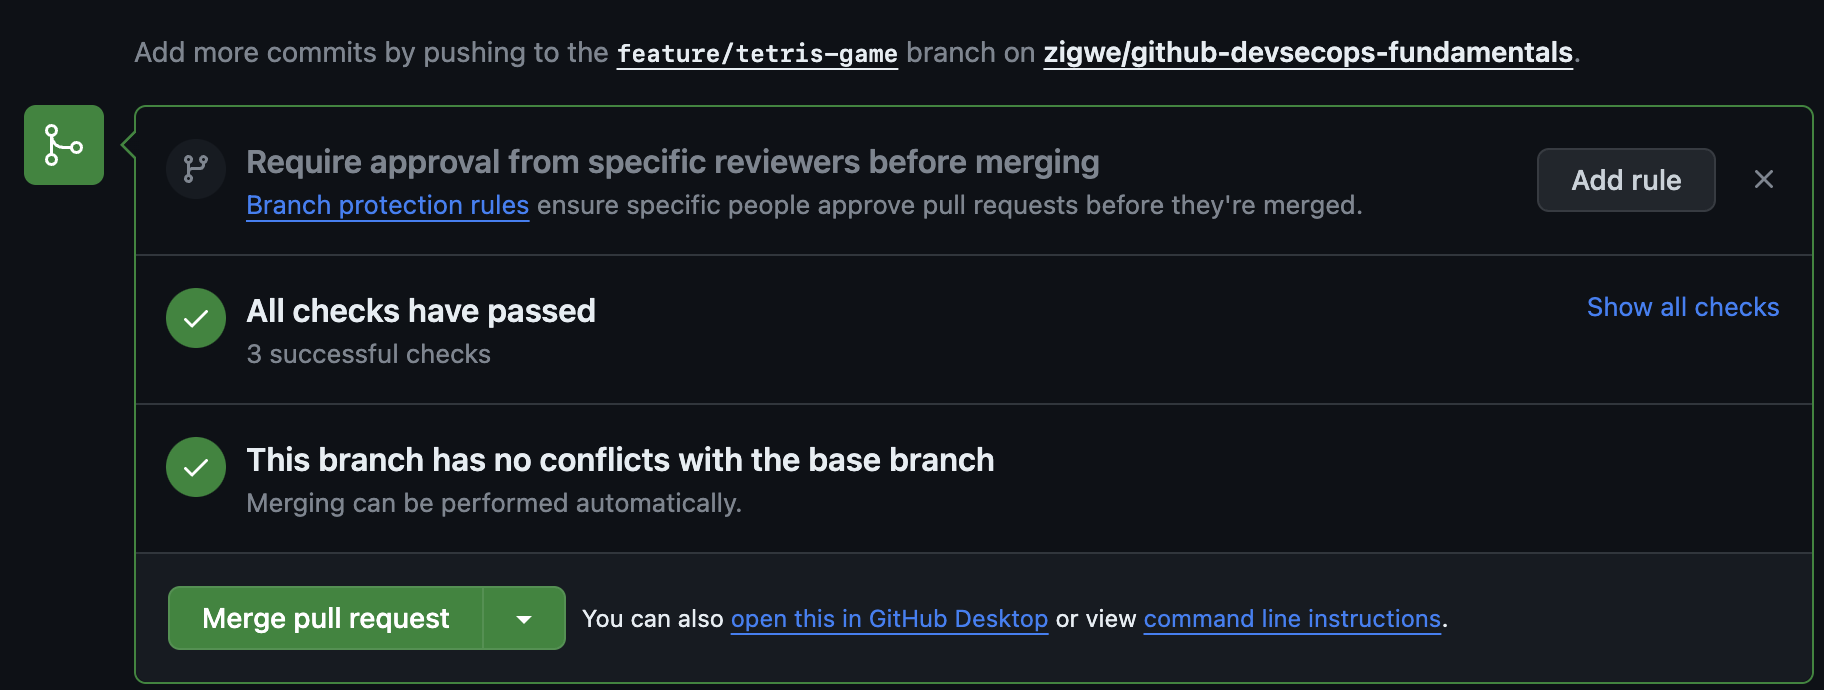 Add more commits by pushing to the feature/tetris-game branch on zigwe/github-devsecops-fundamentals.
Require approval from specific reviewers before merging
Branch protection rules ensure specific people approve pull requests before they're merged.
Add rule
All checks have passed
3 successful checks
Show all checks
This branch has no conflicts with the base branch
Merging can be performed automatically.
Merge pull request
You can also open this in GitHub Desktop or view command line instructions.